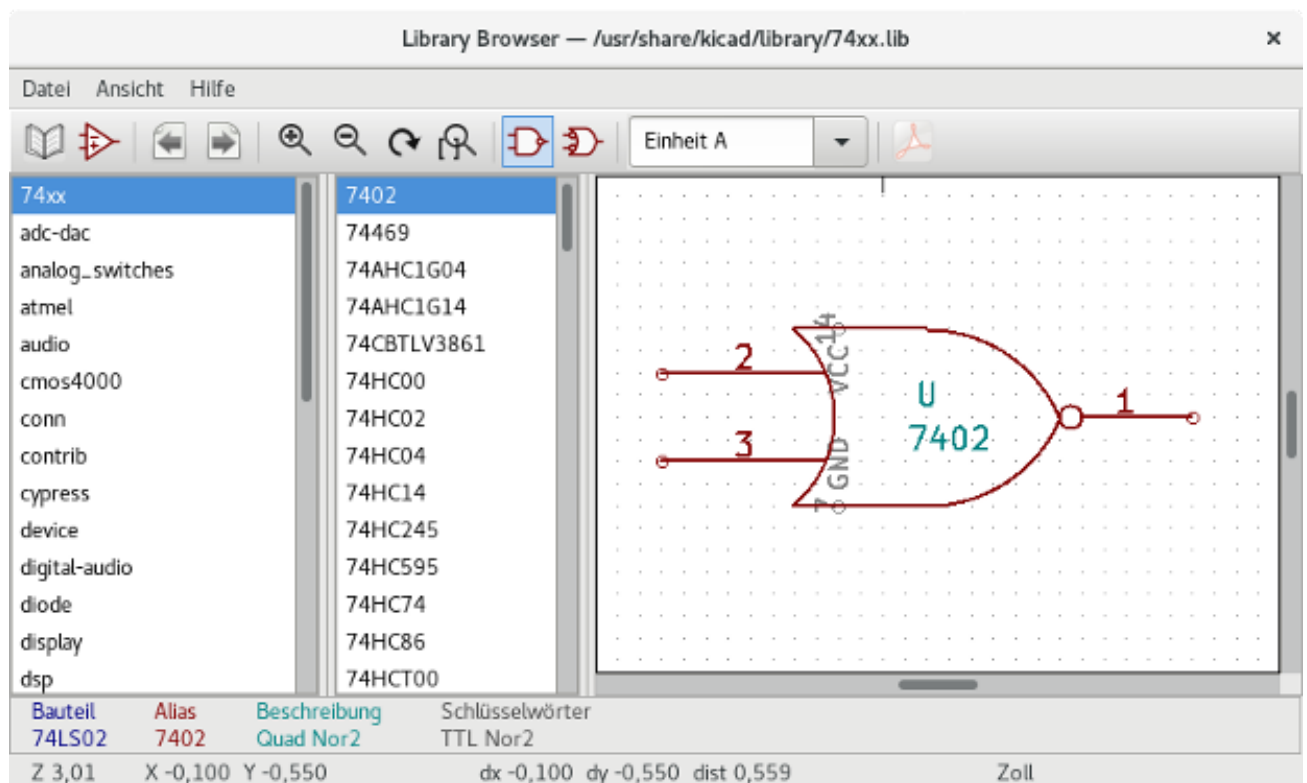 Library Browser — /usr/share/kicad/library/74xx.lib
Datei Ansicht Hilfe
Einheit A
74xx
adc-dac
analog_switches
atmel
audio
cmos4000
conn
contrib
cypress
device
digital-audio
diode
display
dsp
7402
74469
74AHC1G04
74AHC1G14
74CBTLV3861
74HC00
74HC02
74HC04
74HC14
74HC245
74HC595
74HC74
74HC86
74HCT00
14
VCC
2
U
7402
1
3
GND
7
Bauteil Alias Beschreibung Schlüsselwörter
74LS02 7402 Quad Nor2 TTL Nor2
Z 3,01 X -0,100 Y -0,550 dx -0,100 dy -0,550 dist 0,559 Zoll